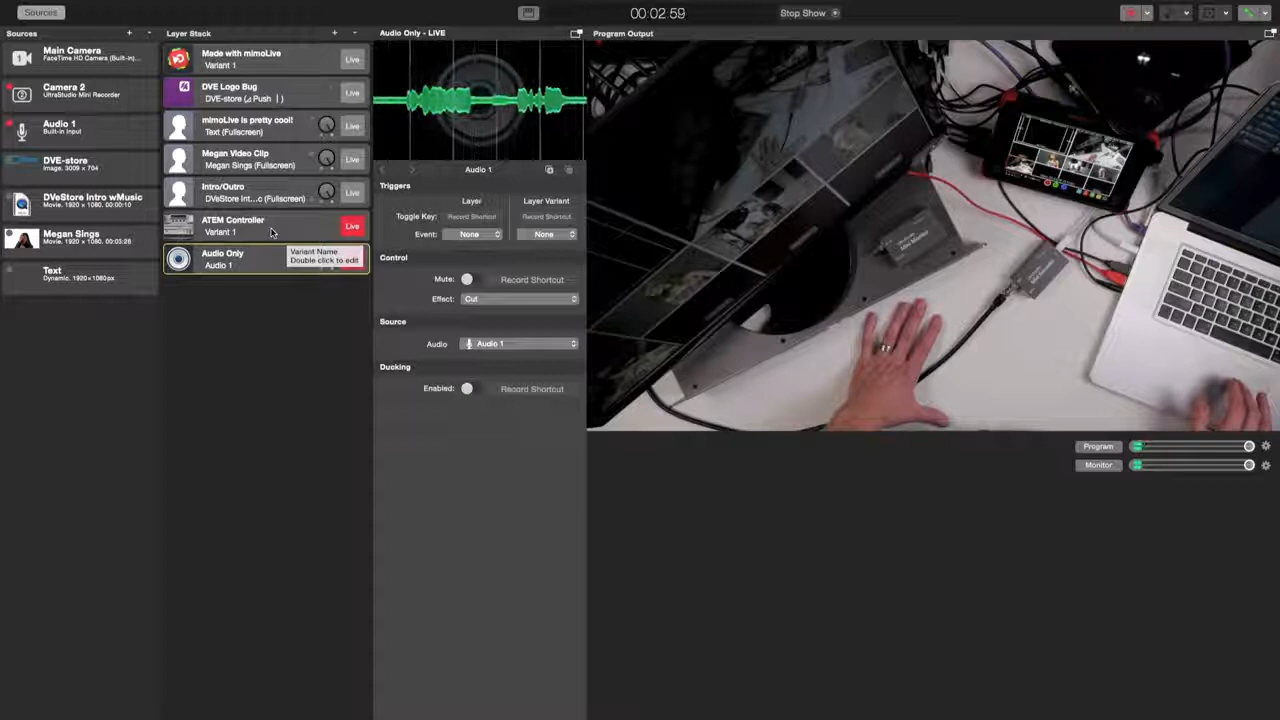 Sources
00:02:59
Stop Show
Sources
Main Camera
FaceTime HD Camera (Built-in)...
Camera 2
UltraStudio Mini Recorder
Audio 1
Built-in Input
DVE-store
Image. 3009 x 704
DVeStore Intro wMusic
Movie. 1920 x 1080. 00:00:10
Megan Sings
Movie. 1920 x 1080. 00:03:26
Text
Dynamic. 1920x1080px
Layer Stack
Made with mimoLive
Variant 1
Live
DVE Logo Bug
DVE-store (⊿ Push | )
Live
mimoLive is pretty cool!
Text (Fullscreen)
Live
Megan Video Clip
Megan Sings (Fullscreen)
Live
Intro/Outro
DVeStore Int...c (Fullscreen)
Live
ATEM Controller
Variant 1
Live
Audio Only
Audio 1
Variant Name
Double click to edit
Audio Only - LIVE
Audio 1
Triggers
Layer
Layer Variant
Toggle Key:
Record Shortcut
Record Shortcut
Event:
None
None
Control
Mute:
Record Shortcut
Effect:
Cut
Source
Audio
Audio 1
Ducking
Enabled:
Record Shortcut
Program Output
Program
Monitor